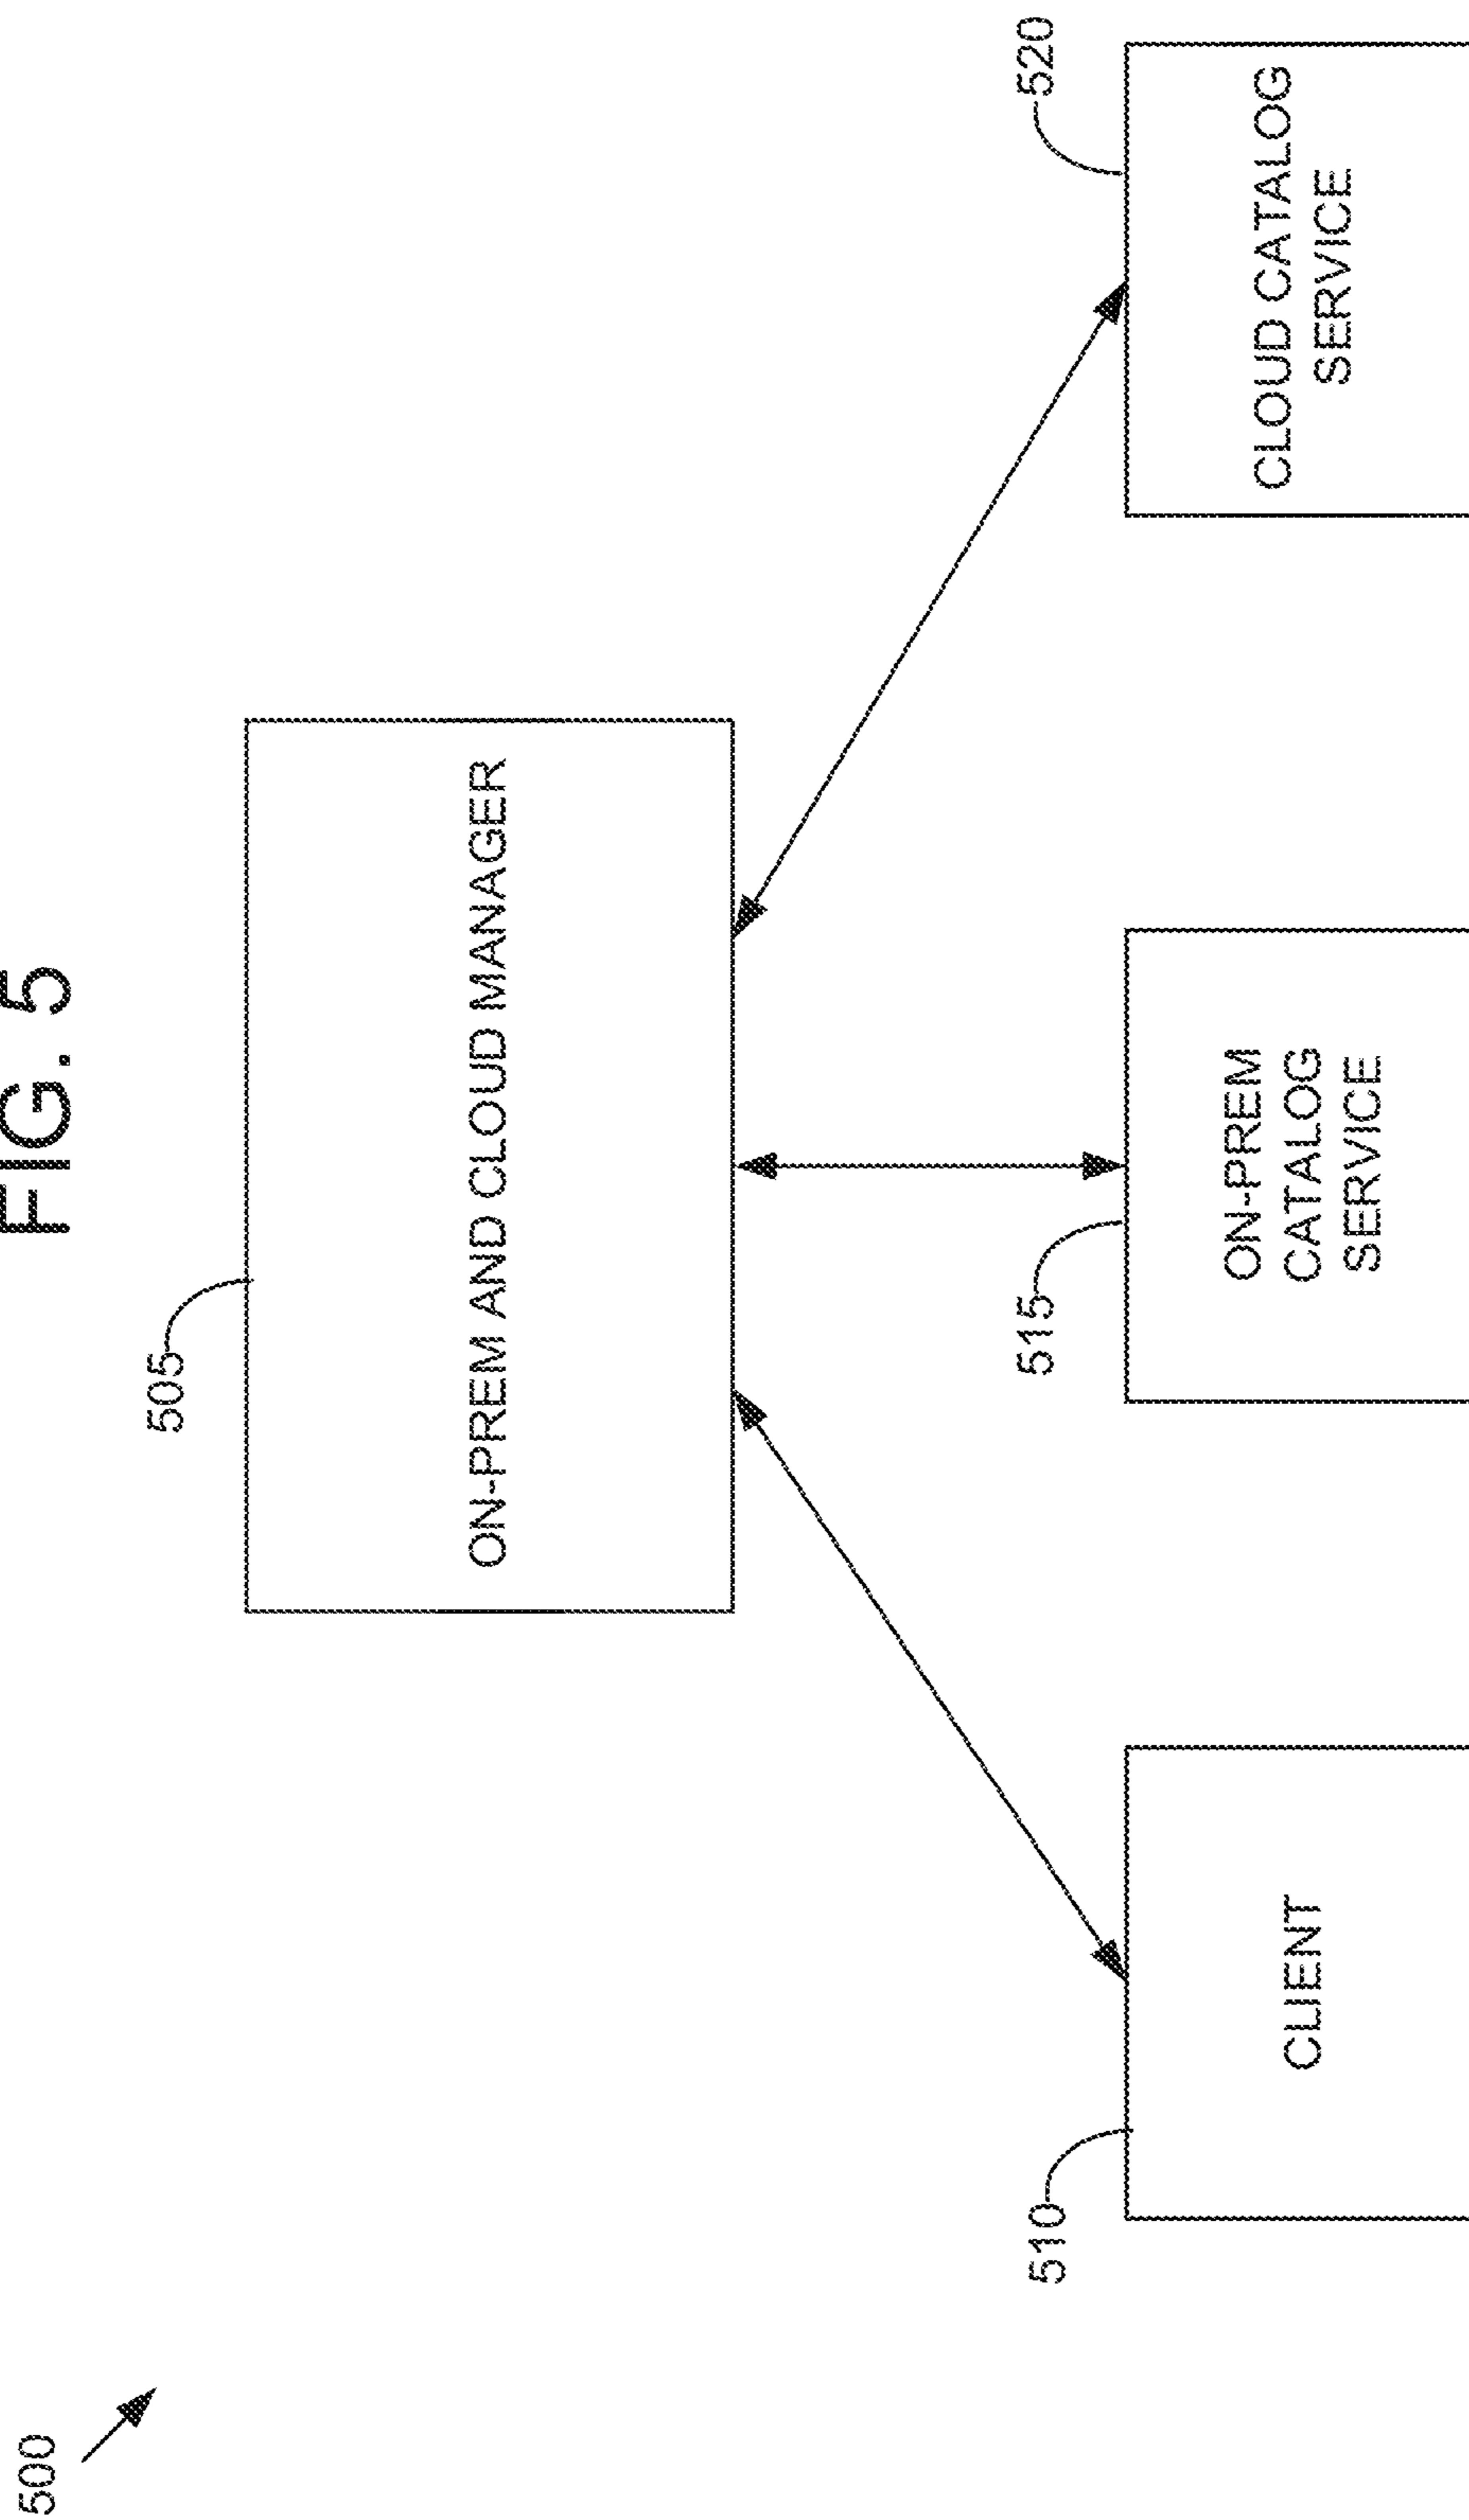 FIG. 5
500
505
ON-PREM AND CLOUD MANAGER
510
515
520
CLIENT
ON-PREM
CATALOG
SERVICE
CLOUD CATALOG
SERVICE